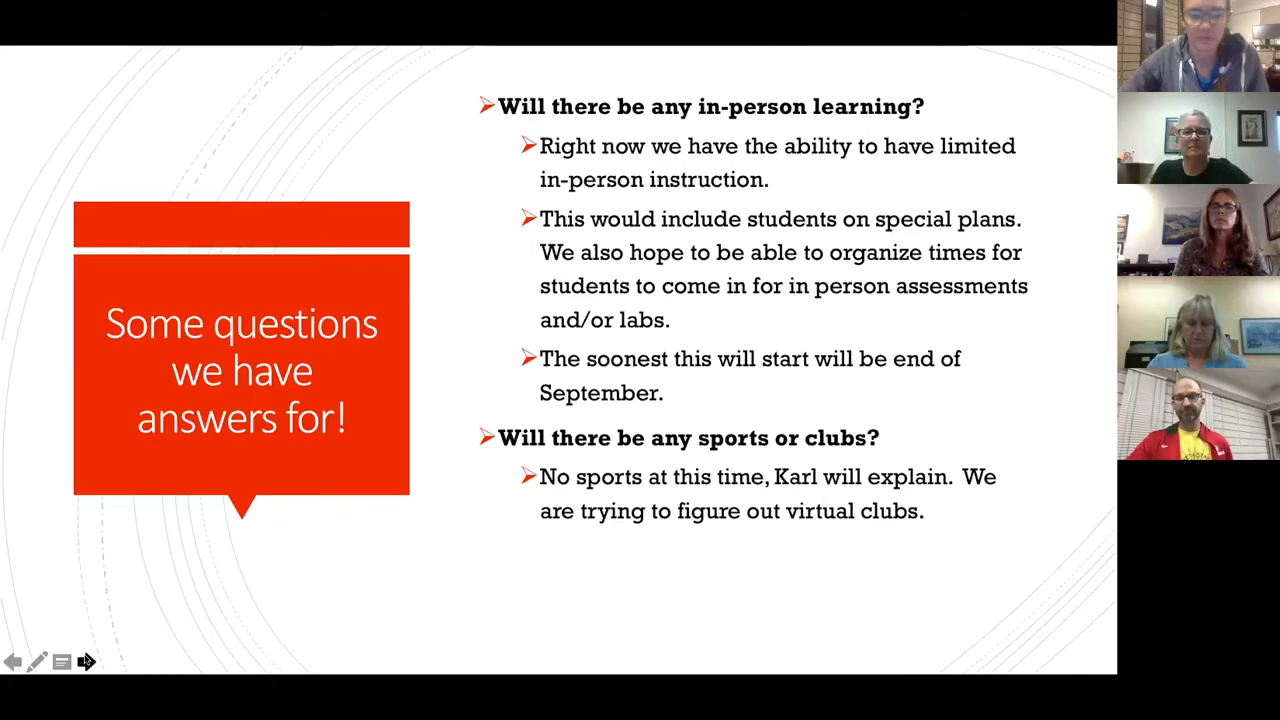 Some questions
we have
answers for!
Will there be any in-person learning?
Right now we have the ability to have limited
in-person instruction.
This would include students on special plans.
We also hope to be able to organize times for
students to come in for in person assessments
and/or labs.
The soonest this will start will be end of
September.
Will there be any sports or clubs?
No sports at this time, Karl will explain. We
are trying to figure out virtual clubs.